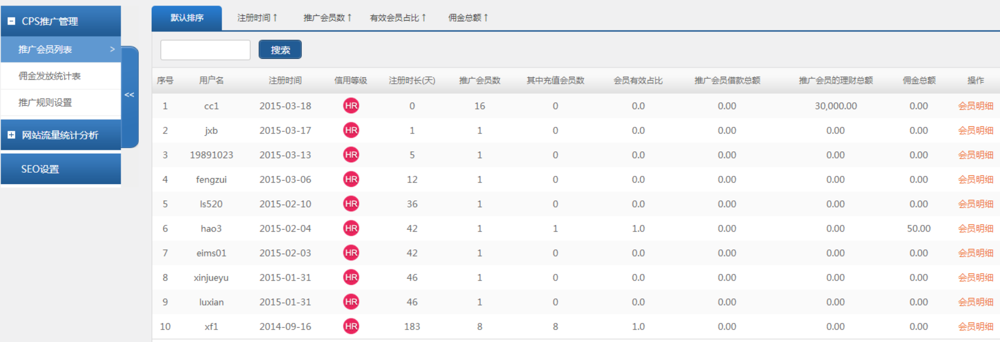 CPS推广管理
推广会员列表 >
佣金发放统计表
推广规则设置
网站流量统计分析
SEO设置
<<
默认排序 注册时间↑ 推广会员数↑ 有效会员占比↑ 佣金总额↑
搜索
序号 用户名 注册时间 信用等级 注册时长(天) 推广会员数 其中充值会员数 会员有效占比 推广会员借款总额 推广会员的理财总额 佣金总额 操作
1 cc1 2015-03-18 HR 0 16 0 0.0 0.00 30,000.00 0.00 会员明细
2 jxb 2015-03-17 HR 1 1 0 0.0 0.00 0.00 0.00 会员明细
3 19891023 2015-03-13 HR 5 1 0 0.0 0.00 0.00 0.00 会员明细
4 fengzui 2015-03-06 HR 12 1 0 0.0 0.00 0.00 0.00 会员明细
5 ls520 2015-02-10 HR 36 1 0 0.0 0.00 0.00 0.00 会员明细
6 hao3 2015-02-04 HR 42 1 1 1.0 0.00 0.00 50.00 会员明细
7 eims01 2015-02-03 HR 42 1 0 0.0 0.00 0.00 0.00 会员明细
8 xinjueyu 2015-01-31 HR 46 1 0 0.0 0.00 0.00 0.00 会员明细
9 luxian 2015-01-31 HR 46 1 0 0.0 0.00 0.00 0.00 会员明细
10 xf1 2014-09-16 HR 183 8 8 1.0 0.00 0.00 0.00 会员明细